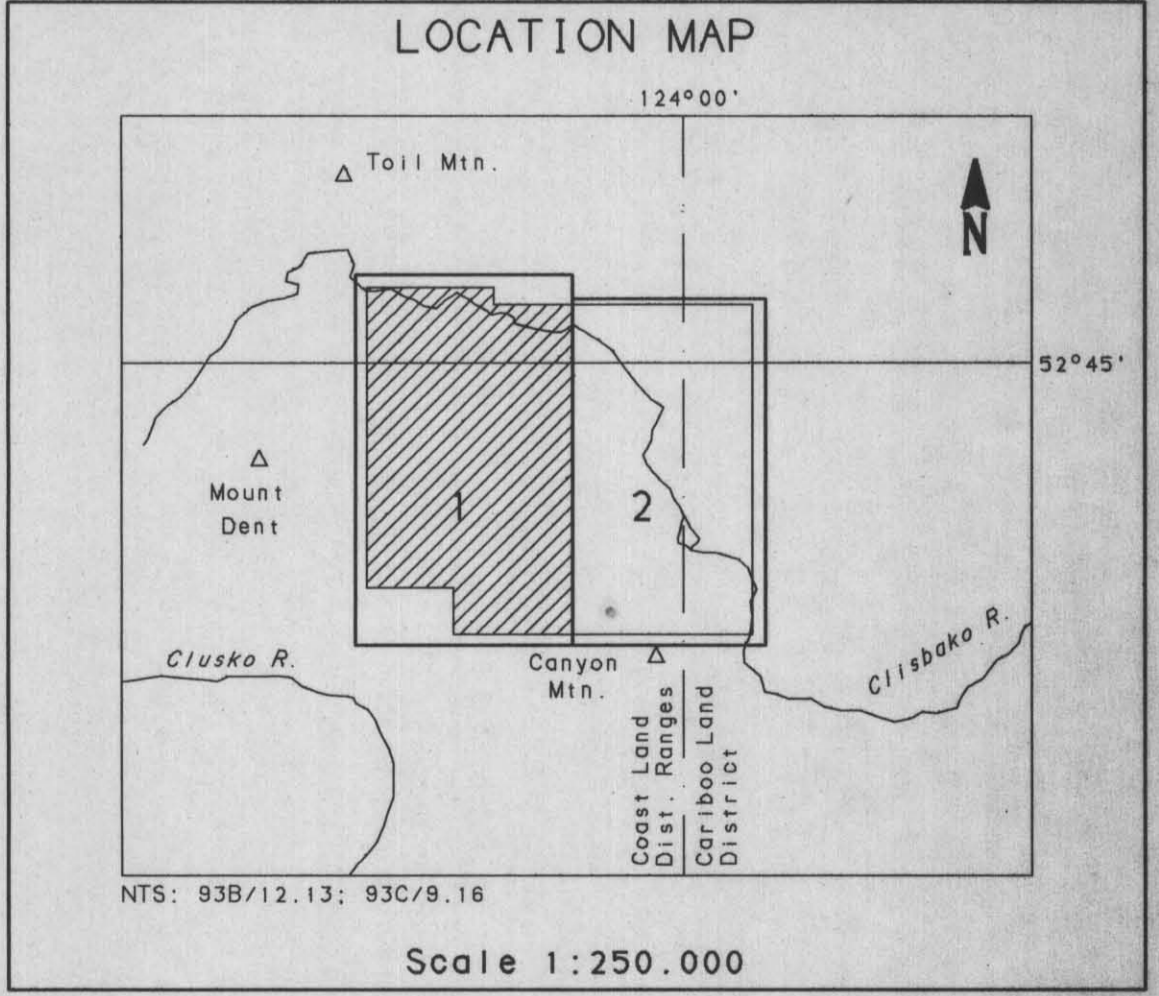 LOCATION MAP
124°00'
Toil Mtn.
N
52°45'
Mount
Dent
1
2
Clusko R.
Canyon
Mtn.
Clisbako R.
Coast Land
Dist. Ranges
Cariboo Land
District
NTS: 93B/12.13; 93C/9.16
Scale 1:250.000